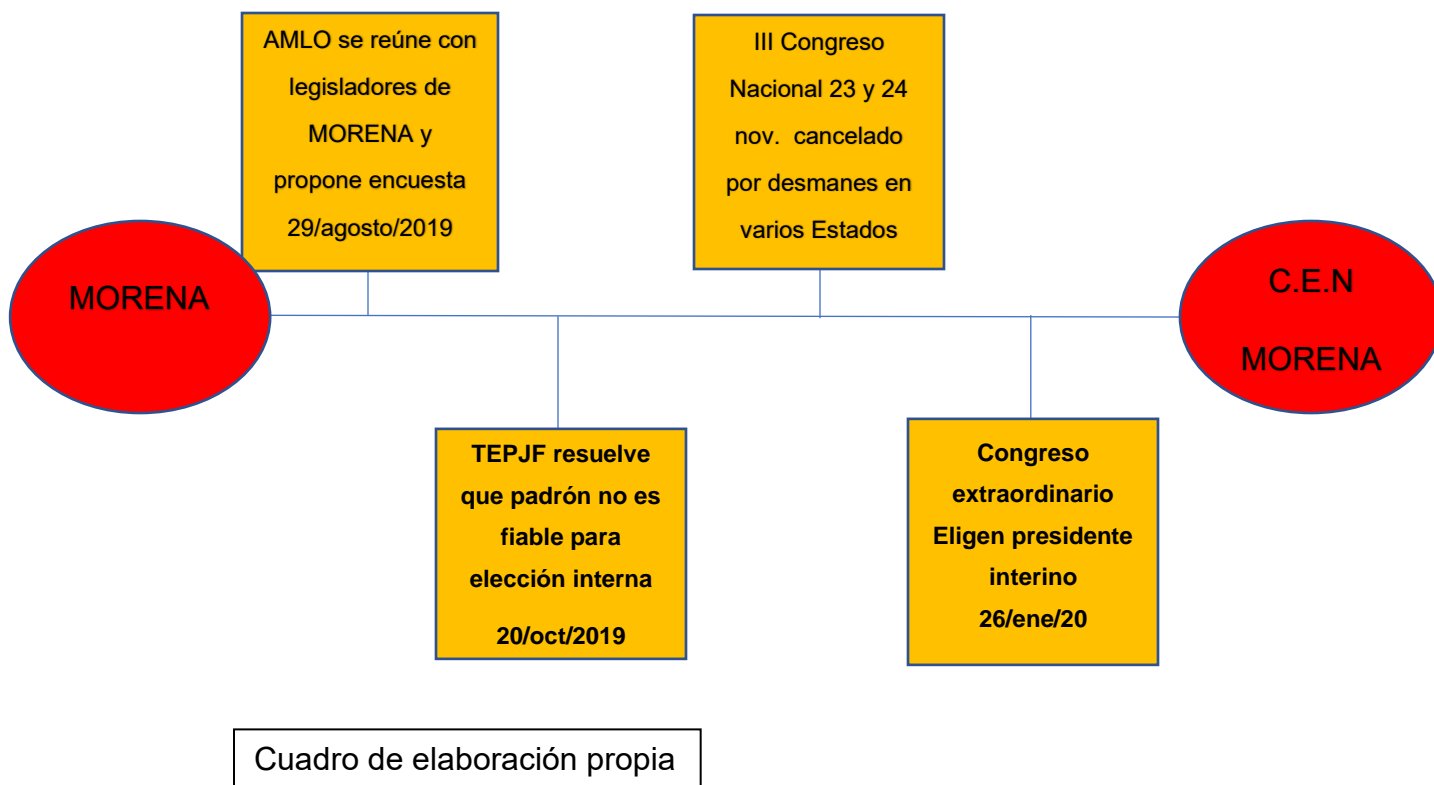 AMLO se reúne con
legisladores de
MORENA y
propone encuesta
29/agosto/2019
III Congreso
Nacional 23 y 24
nov. cancelado
por desmanes en
varios Estados
MORENA
C.E.N
MORENA
TEPJF resuelve
que padrón no es
fiable para
elección interna
20/oct/2019
Congreso
extraordinario
Eligen presidente
interino
26/ene/20
Cuadro de elaboración propia